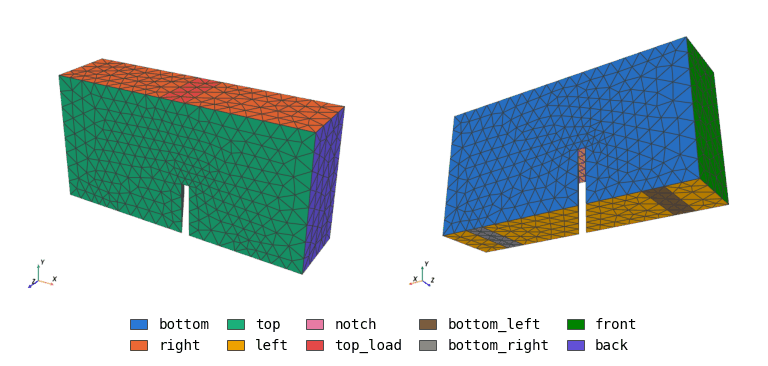 Y
X
Z
Y
X
Z
bottom top notch bottom_left front
right left top_load bottom_right back